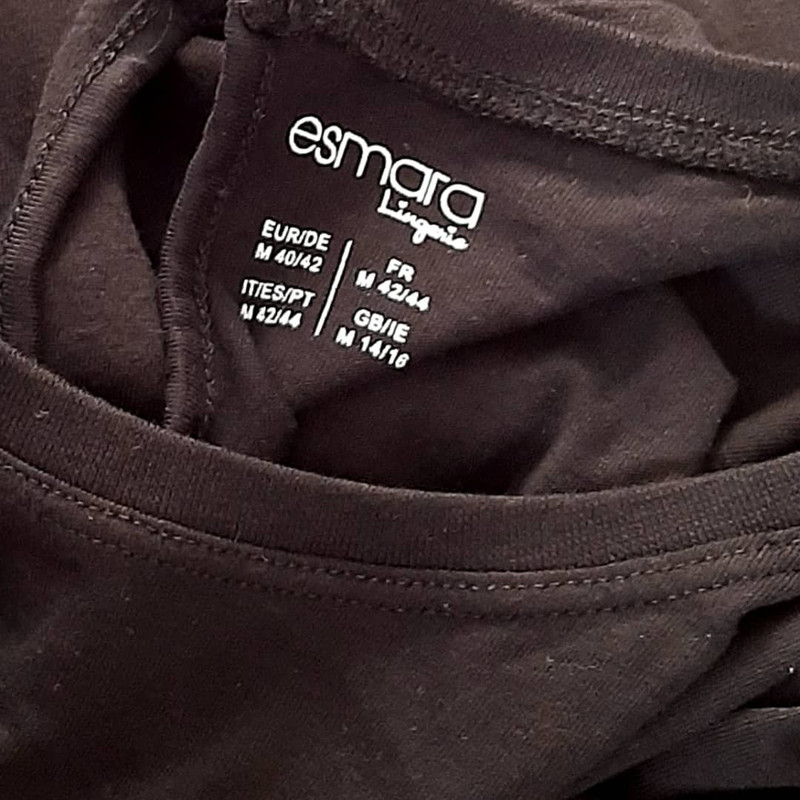 esmara
Lingerie
EUR/DE
M 40/42
IT/ES/PT
M 42/44
FR
M 42/44
GB/IE
M 14/16